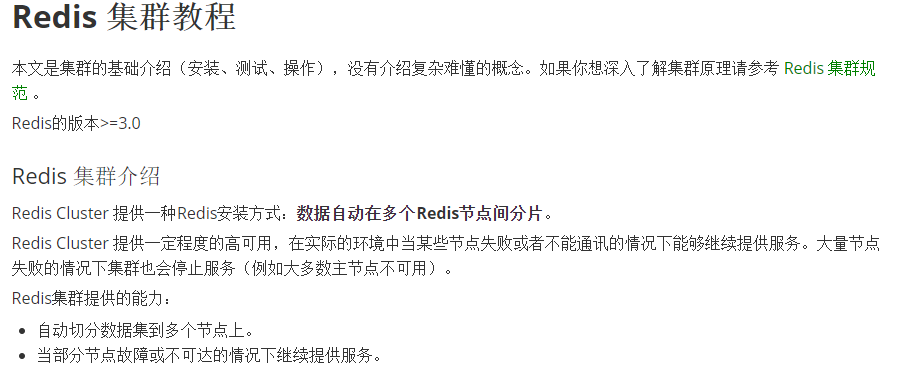 Redis 集群教程
本文是集群的基础介绍（安装、测试、操作），没有介绍复杂难懂的概念。如果你想深入了解集群原理请参考 Redis 集群规
范 。
Redis的版本>=3.0
Redis 集群介绍
Redis Cluster 提供一种Redis安装方式：数据自动在多个Redis节点间分片。
Redis Cluster 提供一定程度的高可用，在实际的环境中当某些节点失败或者不能通讯的情况下能够继续提供服务。大量节点
失败的情况下集群也会停止服务（例如大多数主节点不可用）。
Redis集群提供的能力：
• 自动切分数据集到多个节点上。
• 当部分节点故障或不可达的情况下继续提供服务。